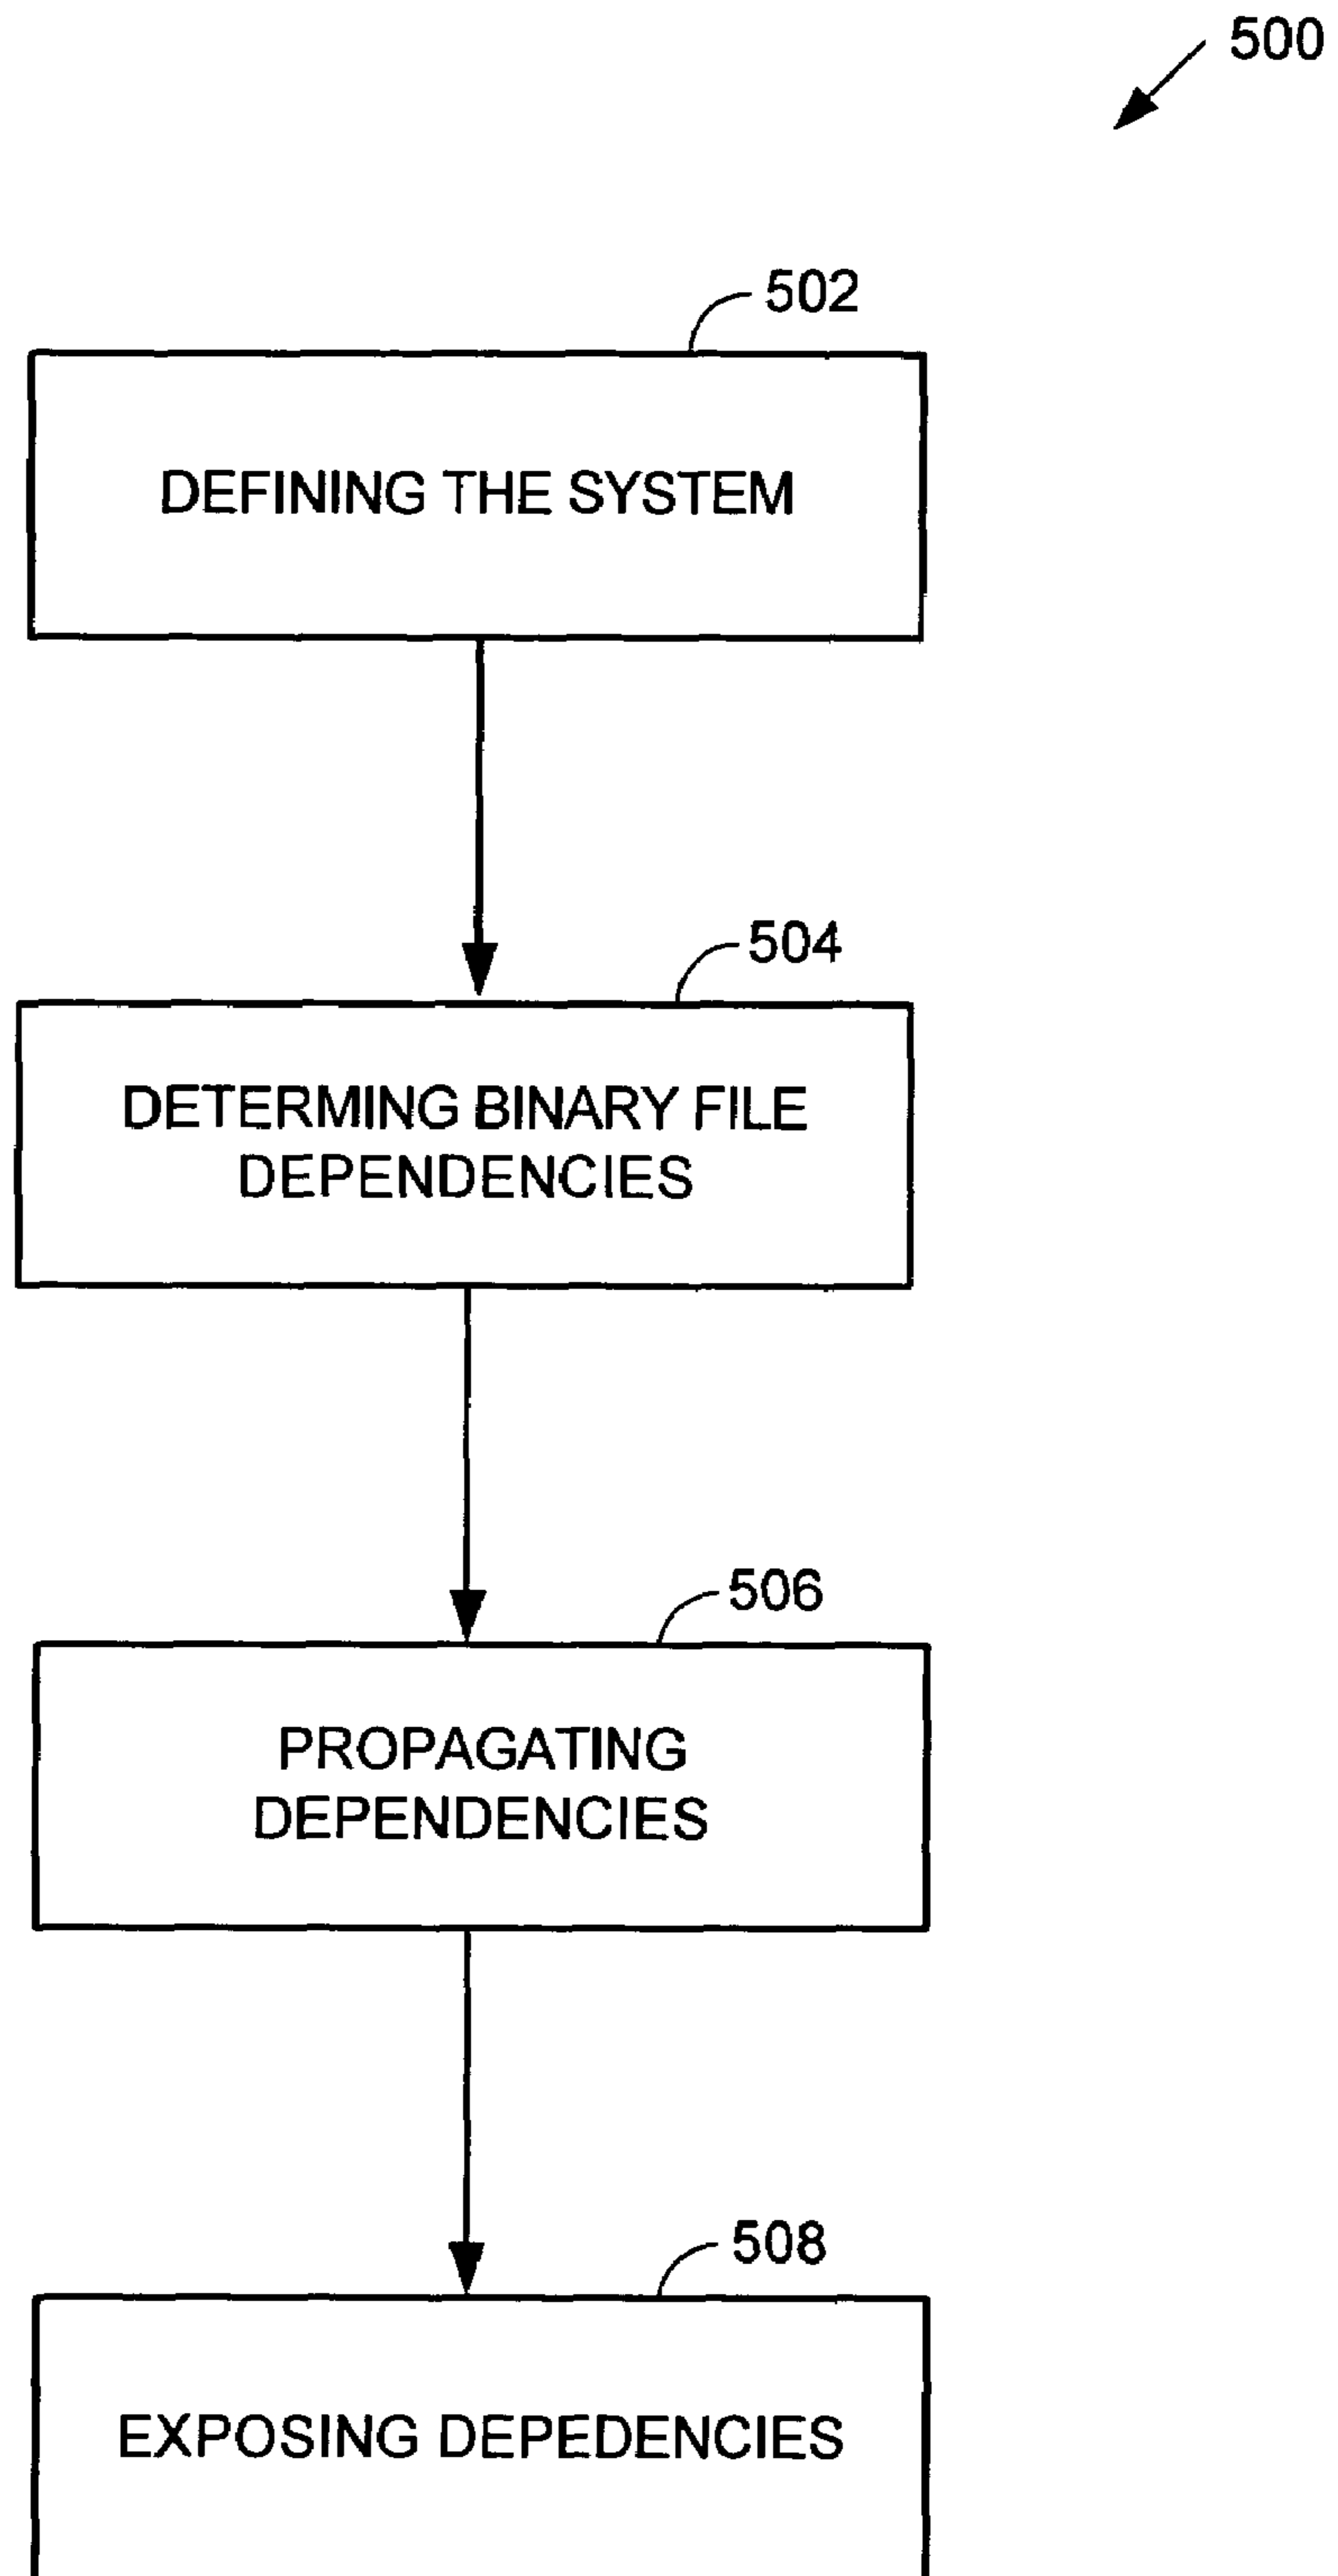 500
502
DEFINING THE SYSTEM
504
DETERMING BINARY FILE
DEPENDENCIES
506
PROPAGATING
DEPENDENCIES
508
EXPOSING DEPEDENCIES